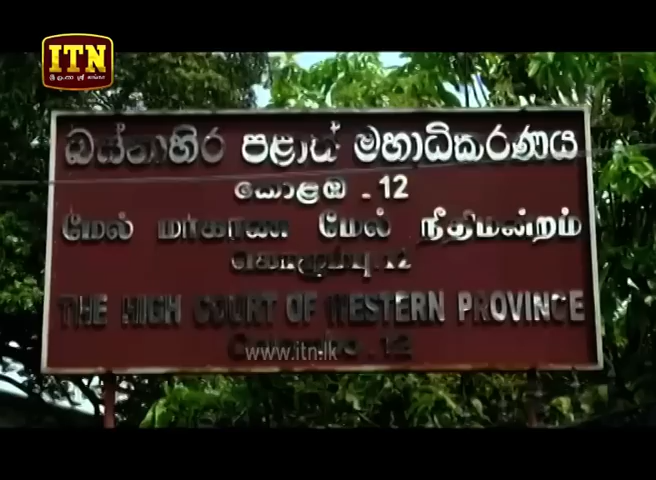 ITN
බස්නාහිර පළාත් මහාධිකරණය
කොළඹ - 12
மேல் மாகாண மேல் நீதிமன்றம்
கொழும்பு - 12
THE HIGH COURT OF WESTERN PROVINCE
www.itn.lk
- 12